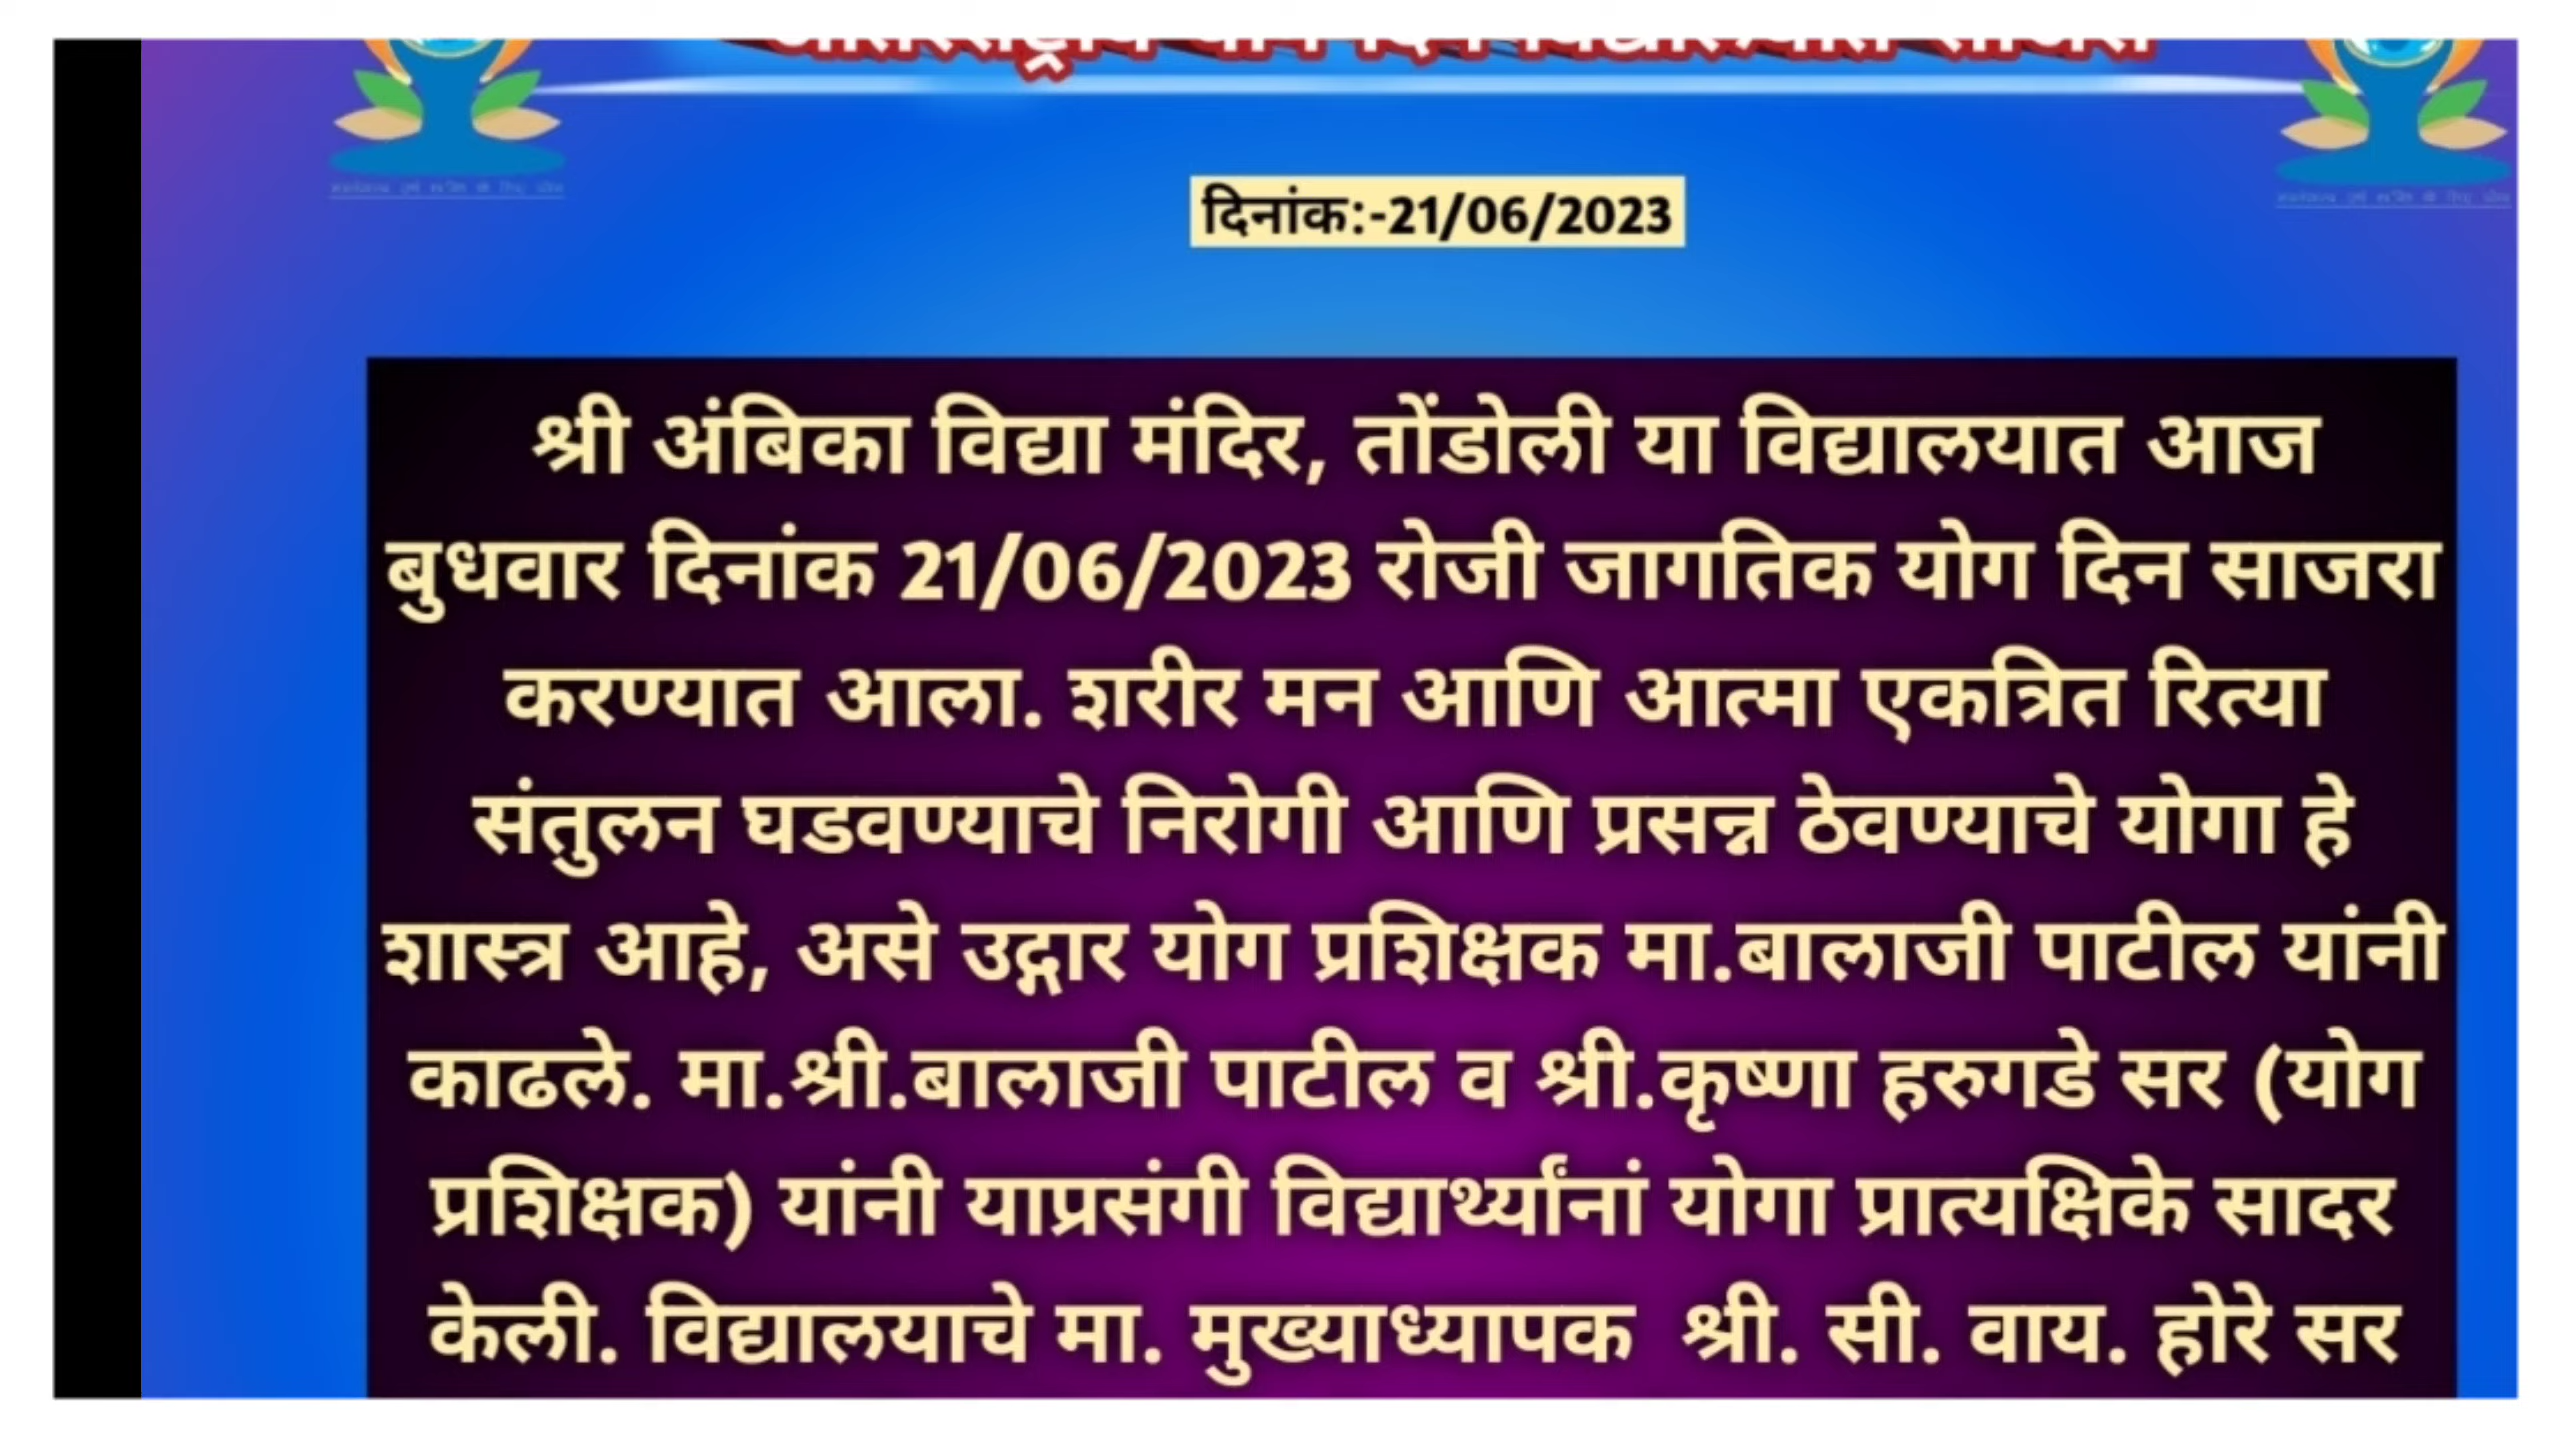 दिनांक:-21/06/2023
श्री अंबिका विद्या मंदिर, तोंडोली या विद्यालयात आज
बुधवार दिनांक 21/06/2023 रोजी जागतिक योग दिन साजरा
करण्यात आला. शरीर मन आणि आत्मा एकत्रित रित्या
संतुलन घडवण्याचे निरोगी आणि प्रसन्न ठेवण्याचे योगा हे
शास्त्र आहे, असे उद्गार योग प्रशिक्षक मा.बालाजी पाटील यांनी
काढले. मा.श्री.बालाजी पाटील व श्री.कृष्णा हरुगडे सर (योग
प्रशिक्षक) यांनी याप्रसंगी विद्यार्थ्यांनां योगा प्रात्यक्षिके सादर
केली. विद्यालयाचे मा. मुख्याध्यापक श्री. सी. वाय. होरे सर